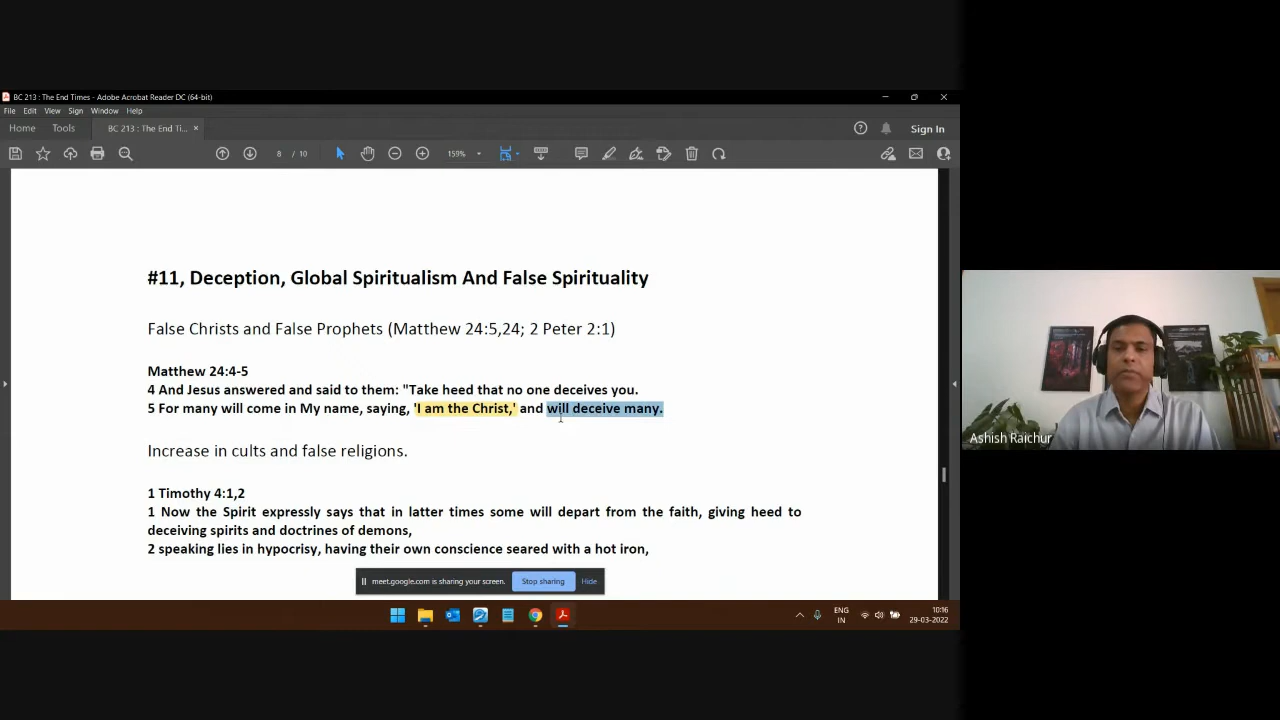 BC 213 : The End Times - Adobe Acrobat Reader DC (64-bit)
File Edit View Sign Window Help
Home Tools BC 213 : The End Ti... × Sign In
8 / 10 159%
#11, Deception, Global Spiritualism And False Spirituality
False Christs and False Prophets (Matthew 24:5,24; 2 Peter 2:1)
Matthew 24:4-5
4 And Jesus answered and said to them: "Take heed that no one deceives you.
5 For many will come in My name, saying, 'I am the Christ,' and will deceive many.
Increase in cults and false religions.
1 Timothy 4:1,2
1 Now the Spirit expressly says that in latter times some will depart from the faith, giving heed to
deceiving spirits and doctrines of demons,
2 speaking lies in hypocrisy, having their own conscience seared with a hot iron,
meet.google.com is sharing your screen. Stop sharing Hide
ENG
IN
10:16
29-03-2022
Ashish Raichur